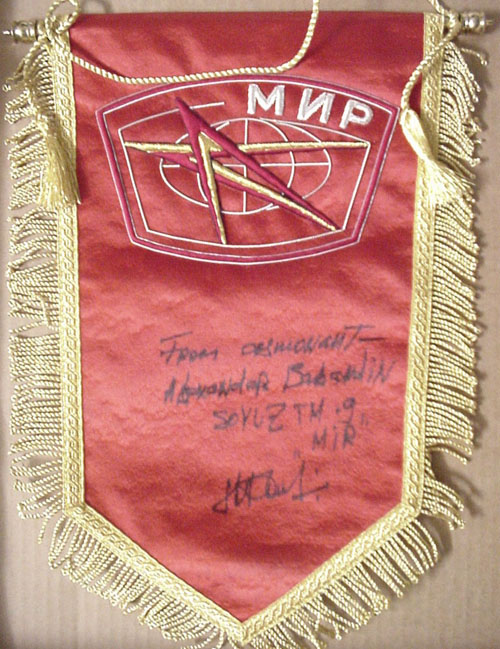 МИР
From cosmonaut —
Alexander Balandin
SOYUZ TM . 9
"MIR"